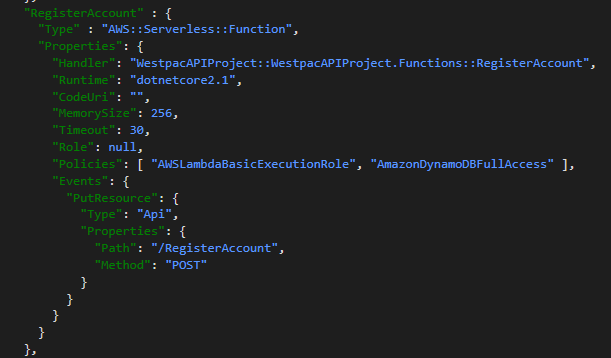 },
"RegisterAccount" : {
"Type" : "AWS::Serverless::Function",
"Properties": {
"Handler": "WestpacAPIProject::WestpacAPIProject.Functions::RegisterAccount",
"Runtime": "dotnetcore2.1",
"CodeUri": "",
"MemorySize": 256,
"Timeout": 30,
"Role": null,
"Policies": [ "AWSLambdaBasicExecutionRole", "AmazonDynamoDBFullAccess" ],
"Events": {
"PutResource": {
"Type": "Api",
"Properties": {
"Path": "/RegisterAccount",
"Method": "POST"
}
}
}
}
},